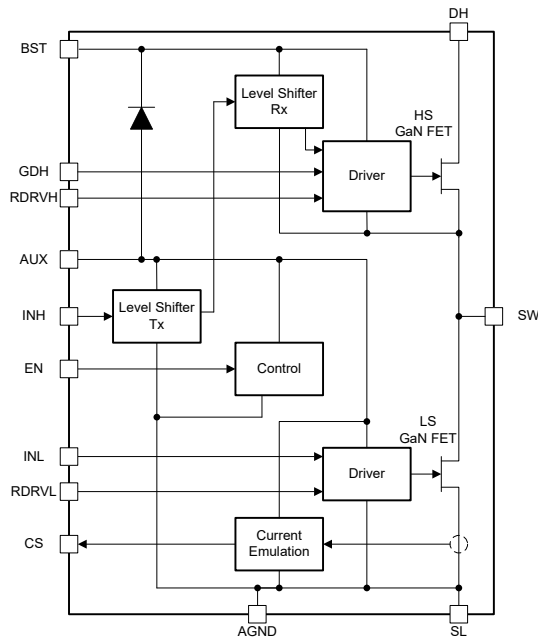 DH
BST
Level Shifter
Rx
HS
GaN FET
GDH
Driver
RDRVH
AUX
Level Shifter
Tx
INH
SW
EN
Control
LS
GaN FET
INL
Driver
RDRVL
CS
Current
Emulation
AGND
SL